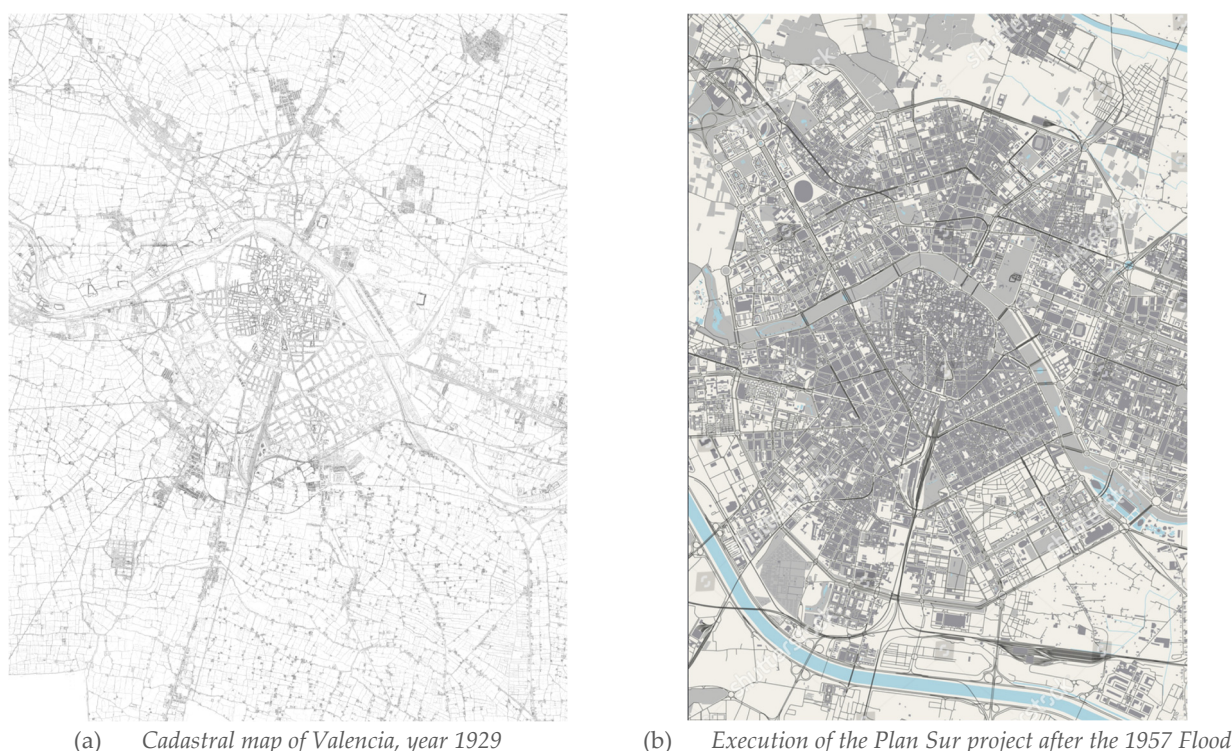 (a) Cadastral map of Valencia, year 1929
(b) Execution of the Plan Sur project after the 1957 Flood